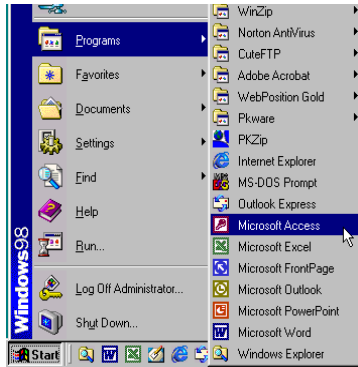 Programs
Favorites
Documents
Settings
Find
Help
Run...
Log Off Administrator...
Shut Down...
Windows98
Start
WinZip
Norton AntiVirus
CuteFTP
Adobe Acrobat
WebPosition Gold
Pkware
PKZip
Internet Explorer
MS-DOS Prompt
Outlook Express
Microsoft Access
Microsoft Excel
Microsoft FrontPage
Microsoft Outlook
Microsoft PowerPoint
Microsoft Word
Windows Explorer